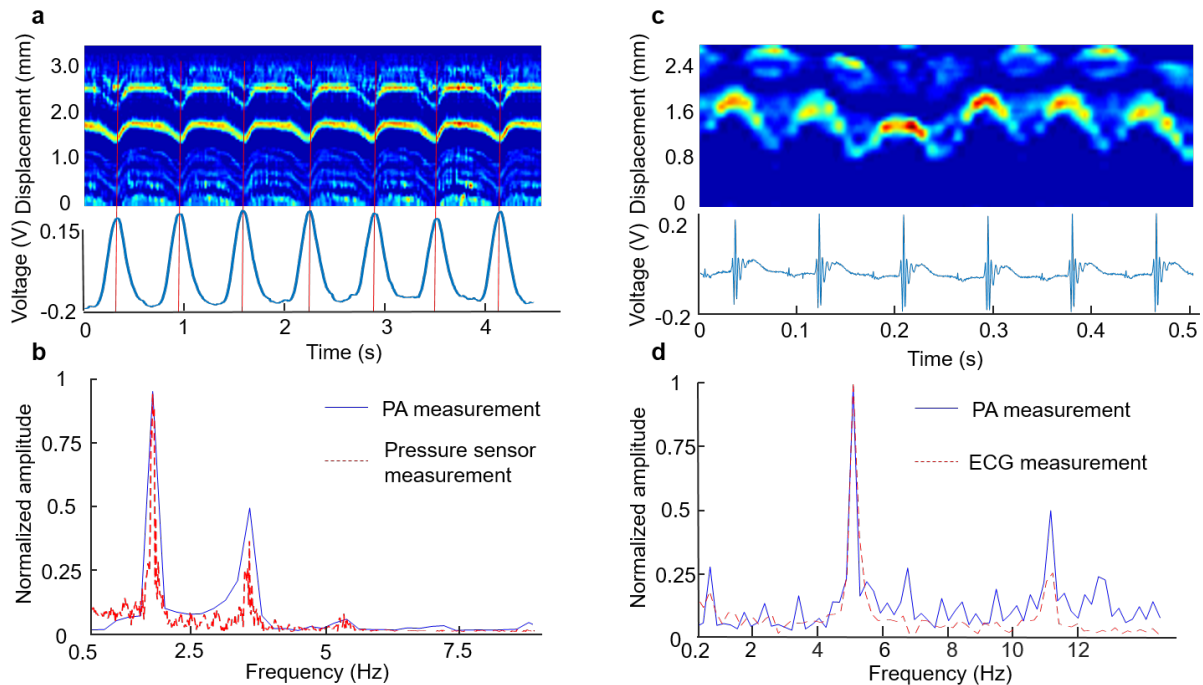 a
Displacement (mm)
3.0
2.0
1.0
0
Voltage (V)
0.15
-0.2
0
1
2
3
4
Time (s)
b
Normalized amplitude
1
0.75
0.5
0.25
0
0.5
2.5
5
7.5
Frequency (Hz)
PA measurement
Pressure sensor
measurement
c
Displacement (mm)
2.4
1.6
0.8
0
Voltage (V)
0.2
-0.2
0
0.1
0.2
0.3
0.4
0.5
Time (s)
d
Normalized amplitude
1
0.75
0.5
0.25
0
0.2
2
4
6
8
10
12
Frequency (Hz)
PA measurement
ECG measurement